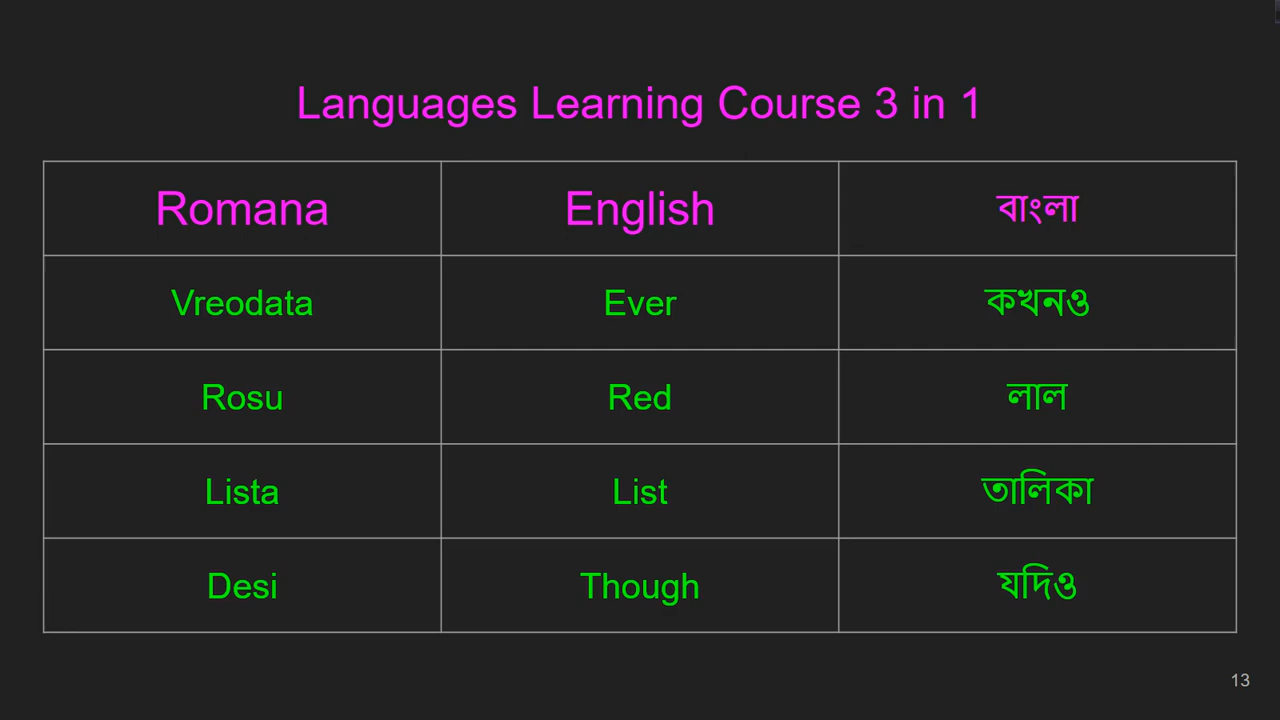 Languages Learning Course 3 in 1
Romana English বাংলা
Vreodata Ever কখনও
Rosu Red লাল
Lista List তালিকা
Desi Though যদিও
13